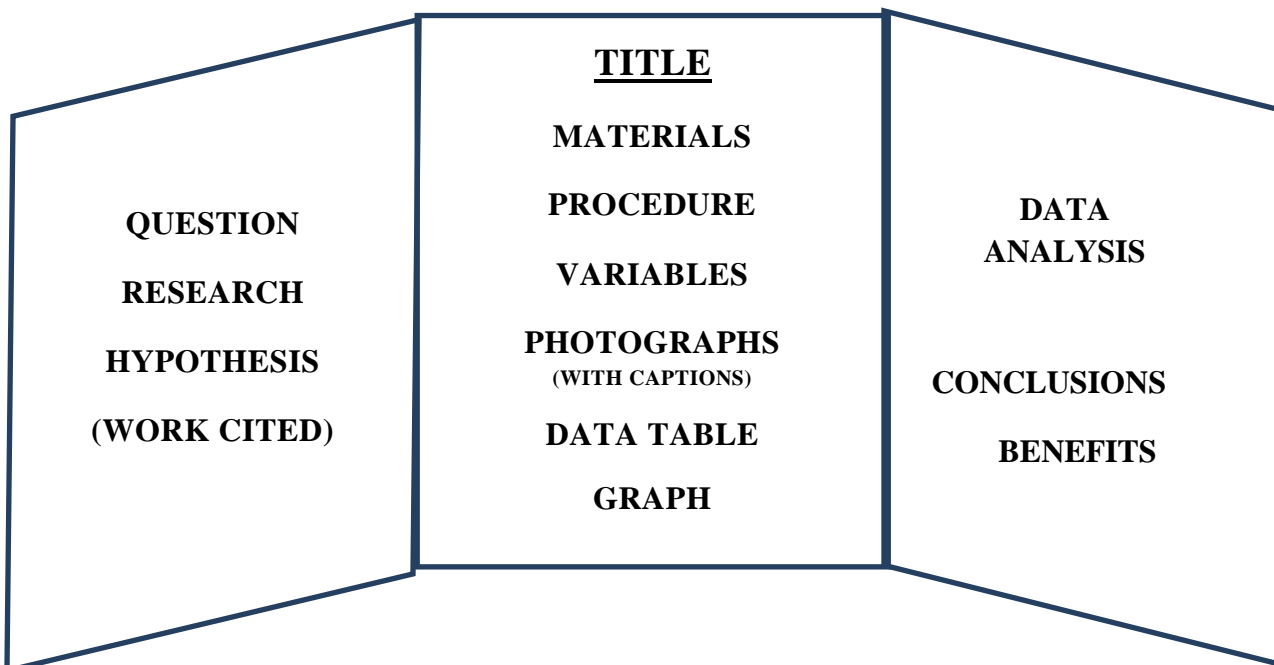 QUESTION
RESEARCH
HYPOTHESIS
(WORK CITED)
TITLE
MATERIALS
PROCEDURE
VARIABLES
PHOTOGRAPHS
(WITH CAPTIONS)
DATA TABLE
GRAPH
DATA
ANALYSIS
CONCLUSIONS
BENEFITS